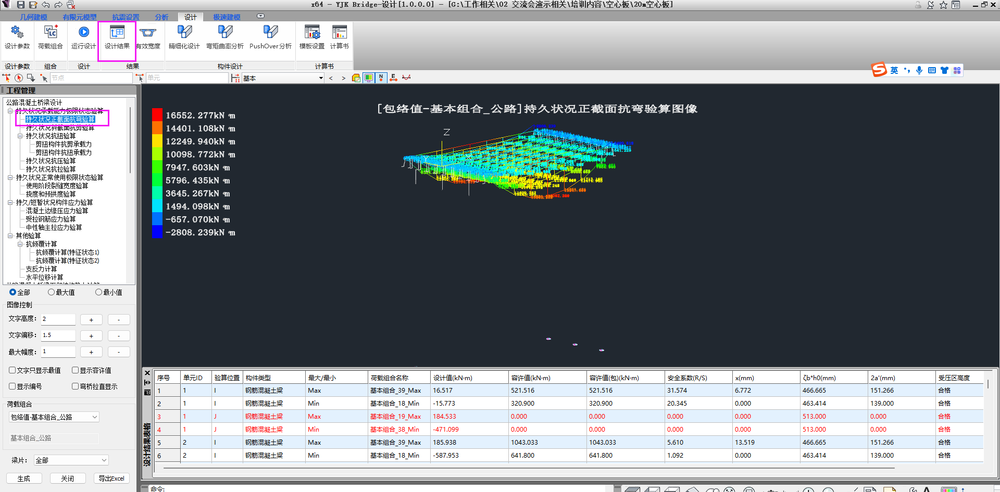 x64 - YJK Bridge-设计[1.0.0.0] - [G:\工作相关\02 交流会演示相关\培训内容\空心板\20m空心板]
几何建模 有限元模型 抗震设置 分析 设计 极速建模
设计参数 荷载组合 运行设计 设计结果 有效宽度 精细化设计 弯矩曲率分析 PushOver分析 模板设置 计算书
设计参数 组合 设计 结果 构件设计 计算书
节点 单元 基本 < > N E
英
工程管理
公路混凝土桥梁设计
持久状况承载能力极限状态验算
持久状况正截面抗弯验算
持久状况斜截面抗剪验算
持久状况抗扭验算
剪扭构件抗剪承载力
剪扭构件抗扭承载力
持久状况抗压验算
持久状况抗拉验算
持久状况正常使用极限状态验算
使用阶段裂缝宽度验算
挠度和预拱度验算
持久/短暂状况构件应力验算
混凝土边缘压应力验算
受拉钢筋应力验算
中性轴主拉应力验算
其他验算
抗倾覆计算
抗倾覆计算(特征状态1)
抗倾覆计算(特征状态2)
支反力计算
水平位移计算
全部 最大值 最小值
图像控制
文字高度: 2 + -
文字偏移: 1.5 + -
最大幅度: 1 + -
文字只显示最值 显示容许值
显示编号 弯桥拉直显示
荷载组合
包络值-基本组合_公路
基本组合_公路
梁片: 全部
生成 关闭 导出Excel
[包络值-基本组合_公路]持久状况正截面抗弯验算图像
16552.277kN·m
14401.108kN·m
12249.940kN·m
10098.772kN·m
7947.603kN·m
5796.435kN·m
3645.267kN·m
1494.098kN·m
-657.070kN·m
-2808.239kN·m
Z
设计结果表格
序号 单元ID 验算位置 构件类型 最大/最小 荷载组合名称 设计值(kN·m) 容许值(kN·m) 容许值(包)(kN·m) 安全系数(R/S) x(mm) ζb*h0(mm) 2a'(mm) 受压区高度
1 1 I 钢筋混凝土梁 Max 基本组合_39_Max 16.517 521.516 521.516 31.574 6.772 466.665 151.266 合格
2 1 I 钢筋混凝土梁 Min 基本组合_18_Min -15.773 320.900 320.900 20.345 0.000 463.414 139.000 合格
3 1 J 钢筋混凝土梁 Max 基本组合_19_Max 184.533 0.000 0.000 0.000 0.000 513.000 0.000 合格
4 1 J 钢筋混凝土梁 Min 基本组合_38_Min -471.099 0.000 0.000 0.000 0.000 513.000 0.000 合格
5 2 I 钢筋混凝土梁 Max 基本组合_39_Max 185.938 1043.033 1043.033 5.610 13.519 466.665 151.266 合格
6 2 I 钢筋混凝土梁 Min 基本组合_18_Min -587.953 641.800 641.800 1.092 0.000 463.414 139.000 合格
命令: